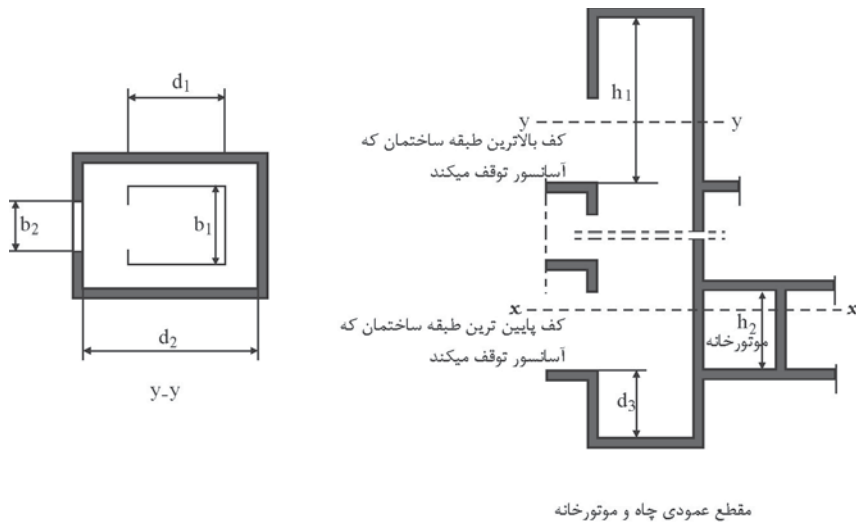 d1
b2
b1
d2
y-y
h1
y
y
کف بالاترین طبقه ساختمان که
آسانسور توقف میکند
x
x
کف پایین ترین طبقه ساختمان که
آسانسور توقف میکند
h2
موتورخانه
d3
مقطع عمودی چاه و موتورخانه